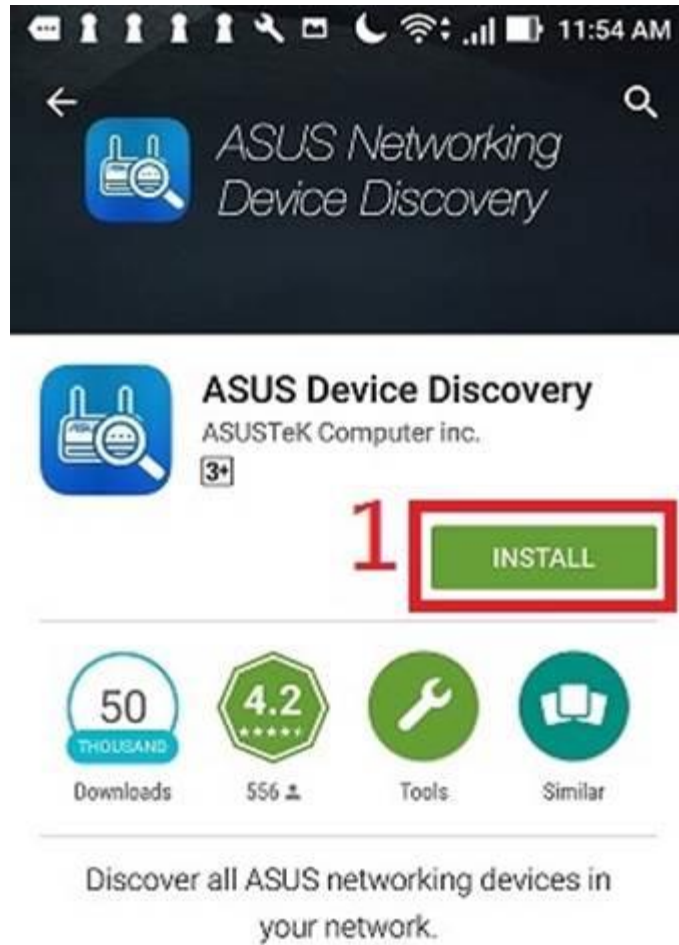 11:54 AM
ASUS Networking
Device Discovery
ASUS Device Discovery
ASUSTeK Computer inc.
3+
1
INSTALL
50
THOUSAND
Downloads
4.2
556
Tools
Similar
Discover all ASUS networking devices in
your network.